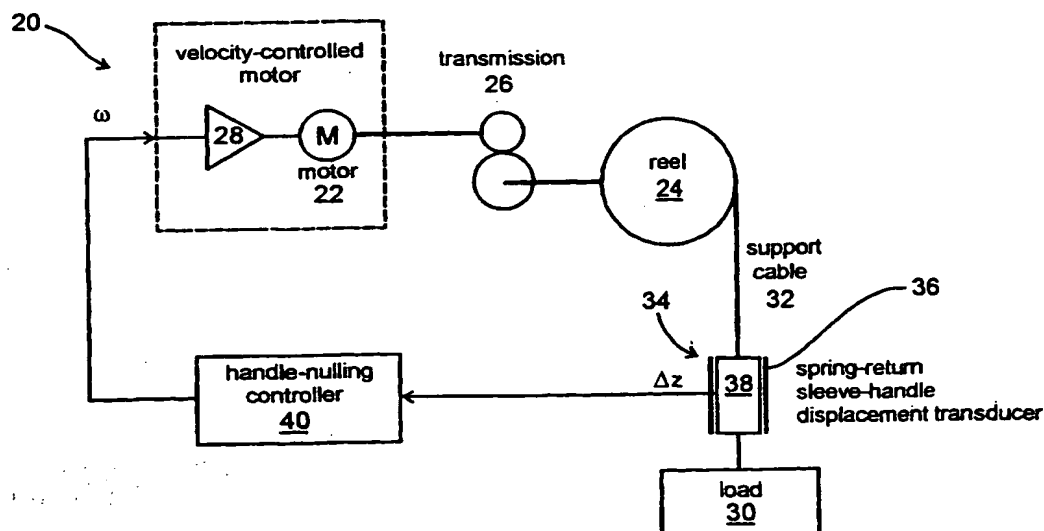 20
velocity-controlled
motor
ω
28
M
motor
22
transmission
26
reel
24
support
cable
32
34
36
38
spring-return
sleeve-handle
displacement transducer
Δz
handle-nulling
controller
40
load
30